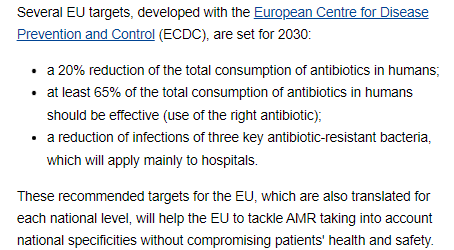 Several EU targets, developed with the European Centre for Disease
Prevention and Control (ECDC), are set for 2030:
• a 20% reduction of the total consumption of antibiotics in humans;
• at least 65% of the total consumption of antibiotics in humans
should be effective (use of the right antibiotic);
• a reduction of infections of three key antibiotic-resistant bacteria,
which will apply mainly to hospitals.
These recommended targets for the EU, which are also translated for
each national level, will help the EU to tackle AMR taking into account
national specificities without compromising patients' health and safety.